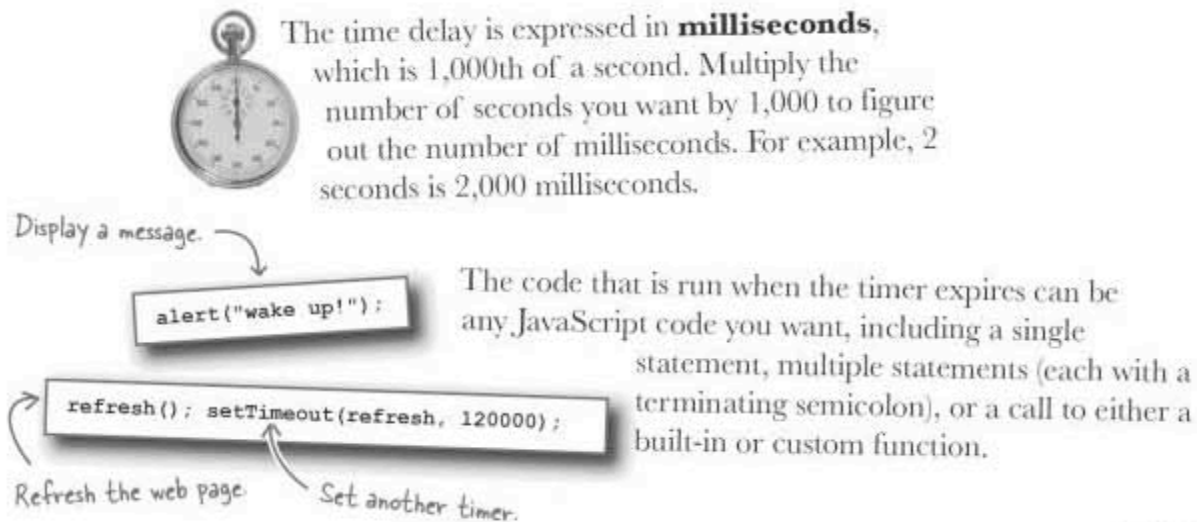 The time delay is expressed in milliseconds,
which is 1,000th of a second. Multiply the
number of seconds you want by 1,000 to figure
out the number of milliseconds. For example, 2
seconds is 2,000 milliseconds.
Display a message.
alert("wake up!");
The code that is run when the timer expires can be
any JavaScript code you want, including a single
statement, multiple statements (each with a
terminating semicolon), or a call to either a
built-in or custom function.
refresh(); setTimeout(refresh, 120000);
Refresh the web page.
Set another timer.